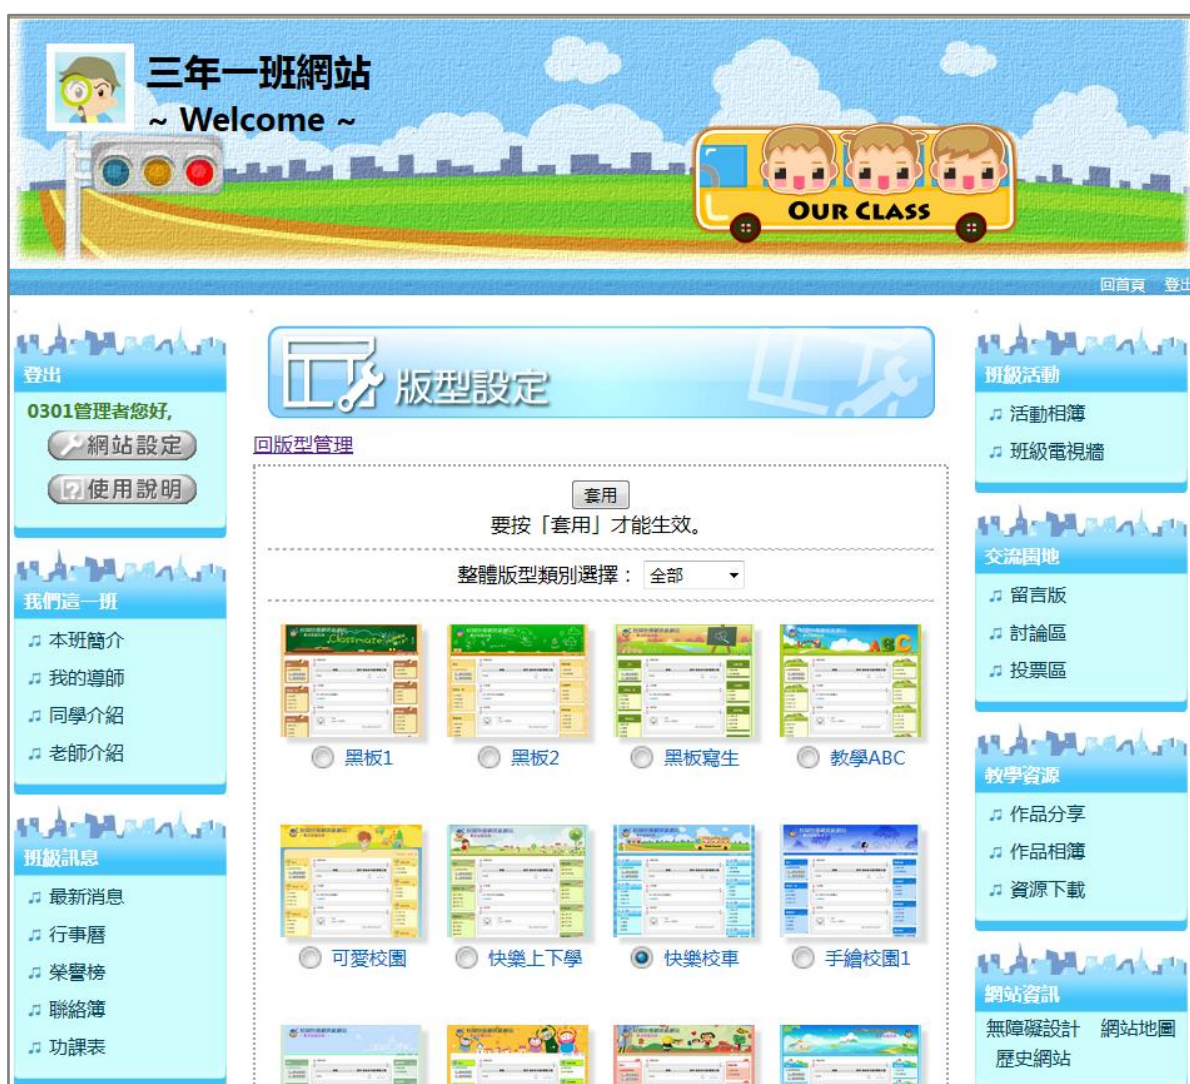 三年一班網站
~ Welcome ~
OUR CLASS
回首頁 登出
登出
0301管理者您好,
網站設定
使用說明
我們這一班
本班簡介
我的導師
同學介紹
老師介紹
班級訊息
最新消息
行事曆
榮譽榜
聯絡簿
功課表
版型設定
回版型管理
套用
要按「套用」才能生效。
整體版型類別選擇： 全部
黑板1 黑板2 黑板寫生 教學ABC
可愛校園 快樂上下學 快樂校車 手繪校園1
班級活動
活動相簿
班級電視牆
交流園地
留言版
討論區
投票區
教學資源
作品分享
作品相簿
資源下載
網站資訊
無障礙設計 網站地圖
歷史網站